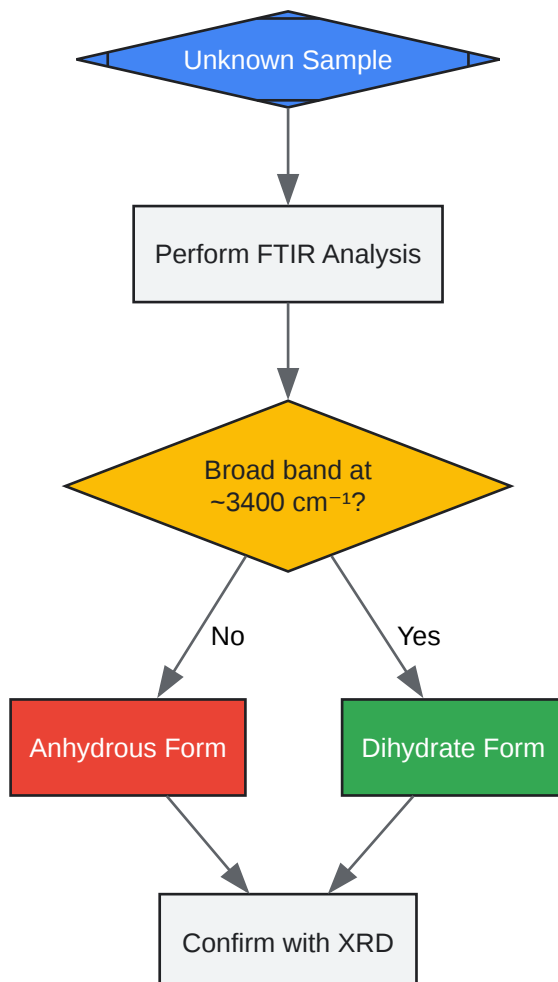 Unknown Sample
Perform FTIR Analysis
Broad band at
~3400 cm⁻¹?
No
Yes
Anhydrous Form
Dihydrate Form
Confirm with XRD